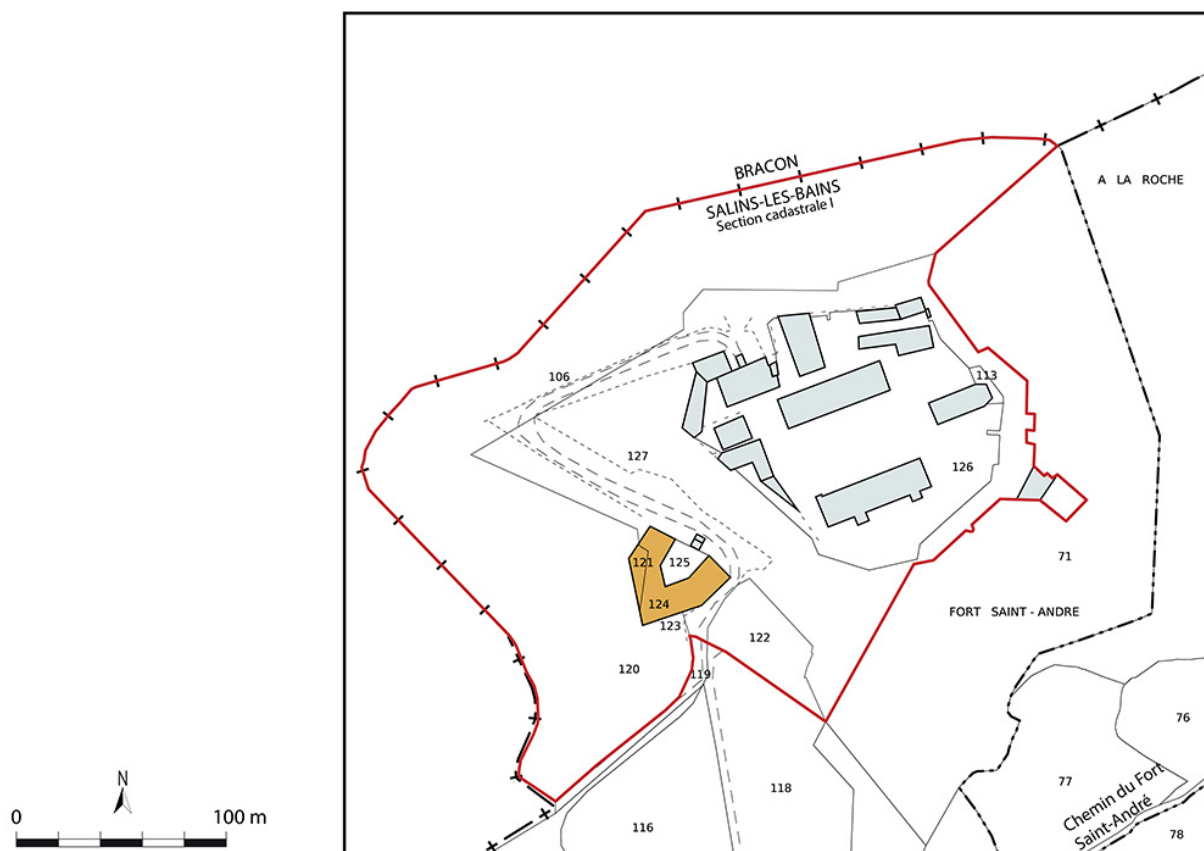 BRACON
SALINS-LES-BAINS
Section cadastrale I
A LA ROCHE
106
113
127
126
121
125
71
124
FORT SAINT - ANDRE
123
122
120
119
76
77
118
Chemin du Fort
Saint-André
116
78
N
0 100 m